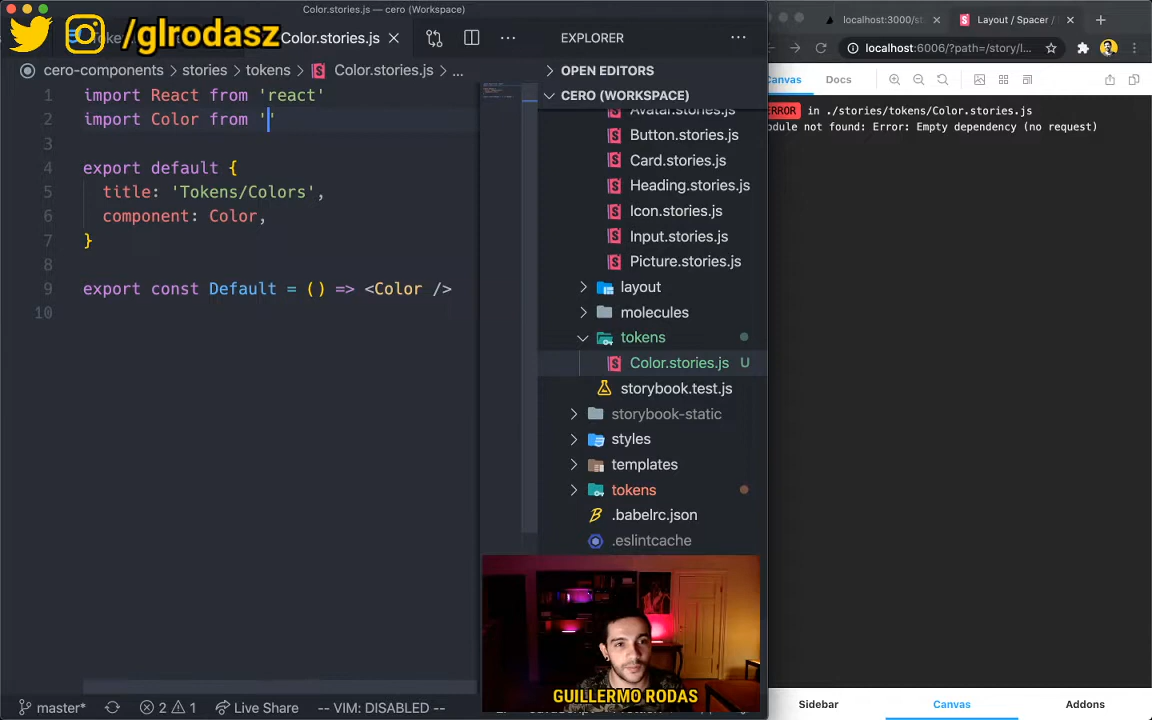 Color.stories.js — cero (Workspace)
/glrodasz
Color.stories.js
cero-components > stories > tokens > Color.stories.js > ...
1 import React from 'react'
2 import Color from ''
3
4 export default {
5 title: 'Tokens/Colors',
6 component: Color,
7 }
8
9 export const Default = () => <Color />
10
EXPLORER
OPEN EDITORS
CERO (WORKSPACE)
Avatar.stories.js
Button.stories.js
Card.stories.js
Heading.stories.js
Icon.stories.js
Input.stories.js
Picture.stories.js
layout
molecules
tokens
Color.stories.js U
storybook.test.js
storybook-static
styles
templates
tokens
.babelrc.json
.eslintcache
GUILLERMO RODAS
master* 2 1 Live Share -- VIM: DISABLED --
localhost:3000/s
Layout / Spacer /
localhost:6006/?path=/story/l...
Canvas Docs
ERROR in ./stories/tokens/Color.stories.js
odule not found: Error: Empty dependency (no request)
Sidebar Canvas Addons